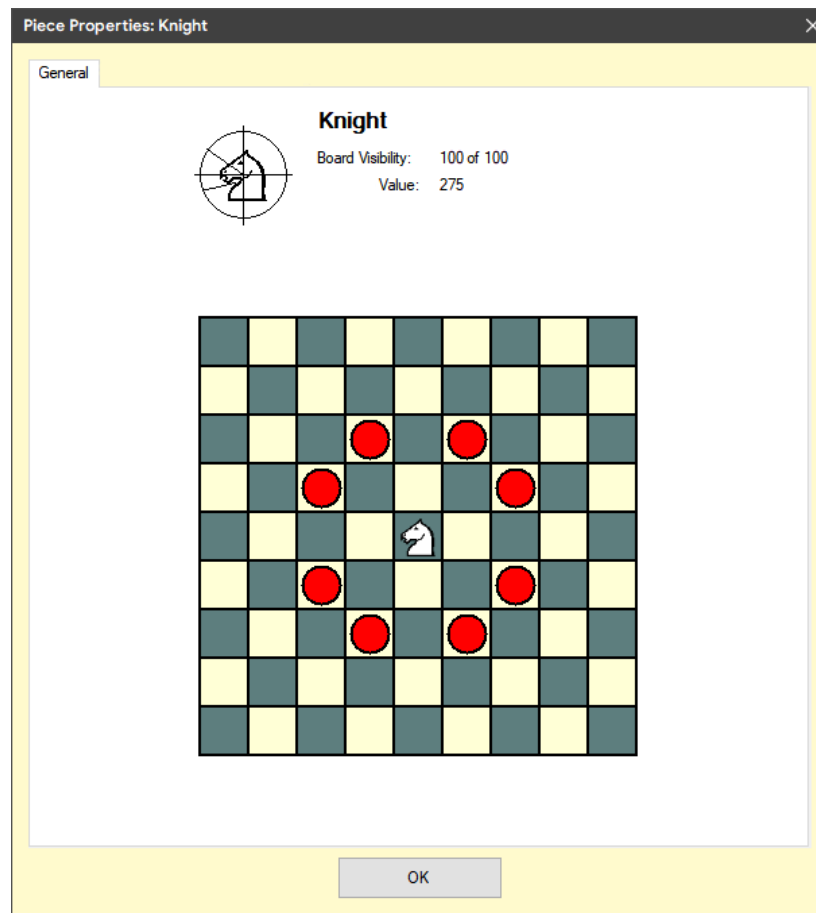 Piece Properties: Knight
General
Knight
Board Visibility: 100 of 100
Value: 275
OK